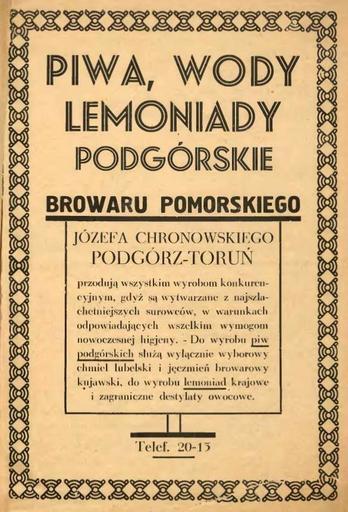 PIWA, WODY
LEMONIADY
PODGÓRSKIE
BROWARU POMORSKIEGO
JÓZEFA CHRONOWSKIEGO
PODGÓRZ-TORUŃ
przodują wszystkim wyrobom konkuren-
cyjnym, gdyż są wytwarzane z najszla-
chetniejszych surowców, w warunkach
odpowiadających wszelkim wymogom
nowoczesnej higjeny. - Do wyrobu piw
podgórskich służą wyłącznie wyborowy
chmiel lubelski i jęczmień browarowy
kujawski, do wyrobu lemoniad krajowe
i zagraniczne destylaty owocowe.
Telef. 20-15